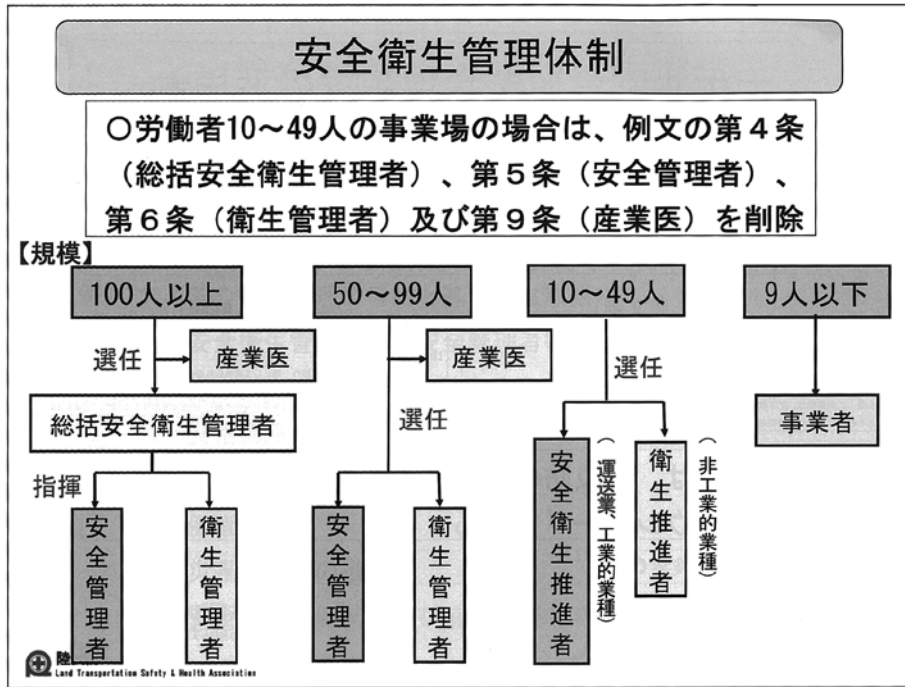 安全衛生管理体制
○労働者10～49人の事業場の場合は、例文の第４条
（総括安全衛生管理者）、第５条（安全管理者）、
第６条（衛生管理者）及び第９条（産業医）を削除
【規模】
100人以上
選任
産業医
総括安全衛生管理者
指揮
安全管理者
衛生管理者
50～99人
産業医
選任
安全管理者
衛生管理者
10～49人
選任
安全衛生推進者
（運送業、工業的業種）
衛生推進者
（非工業的業種）
9人以下
事業者
陸
Land Transportation Safety & Health Association